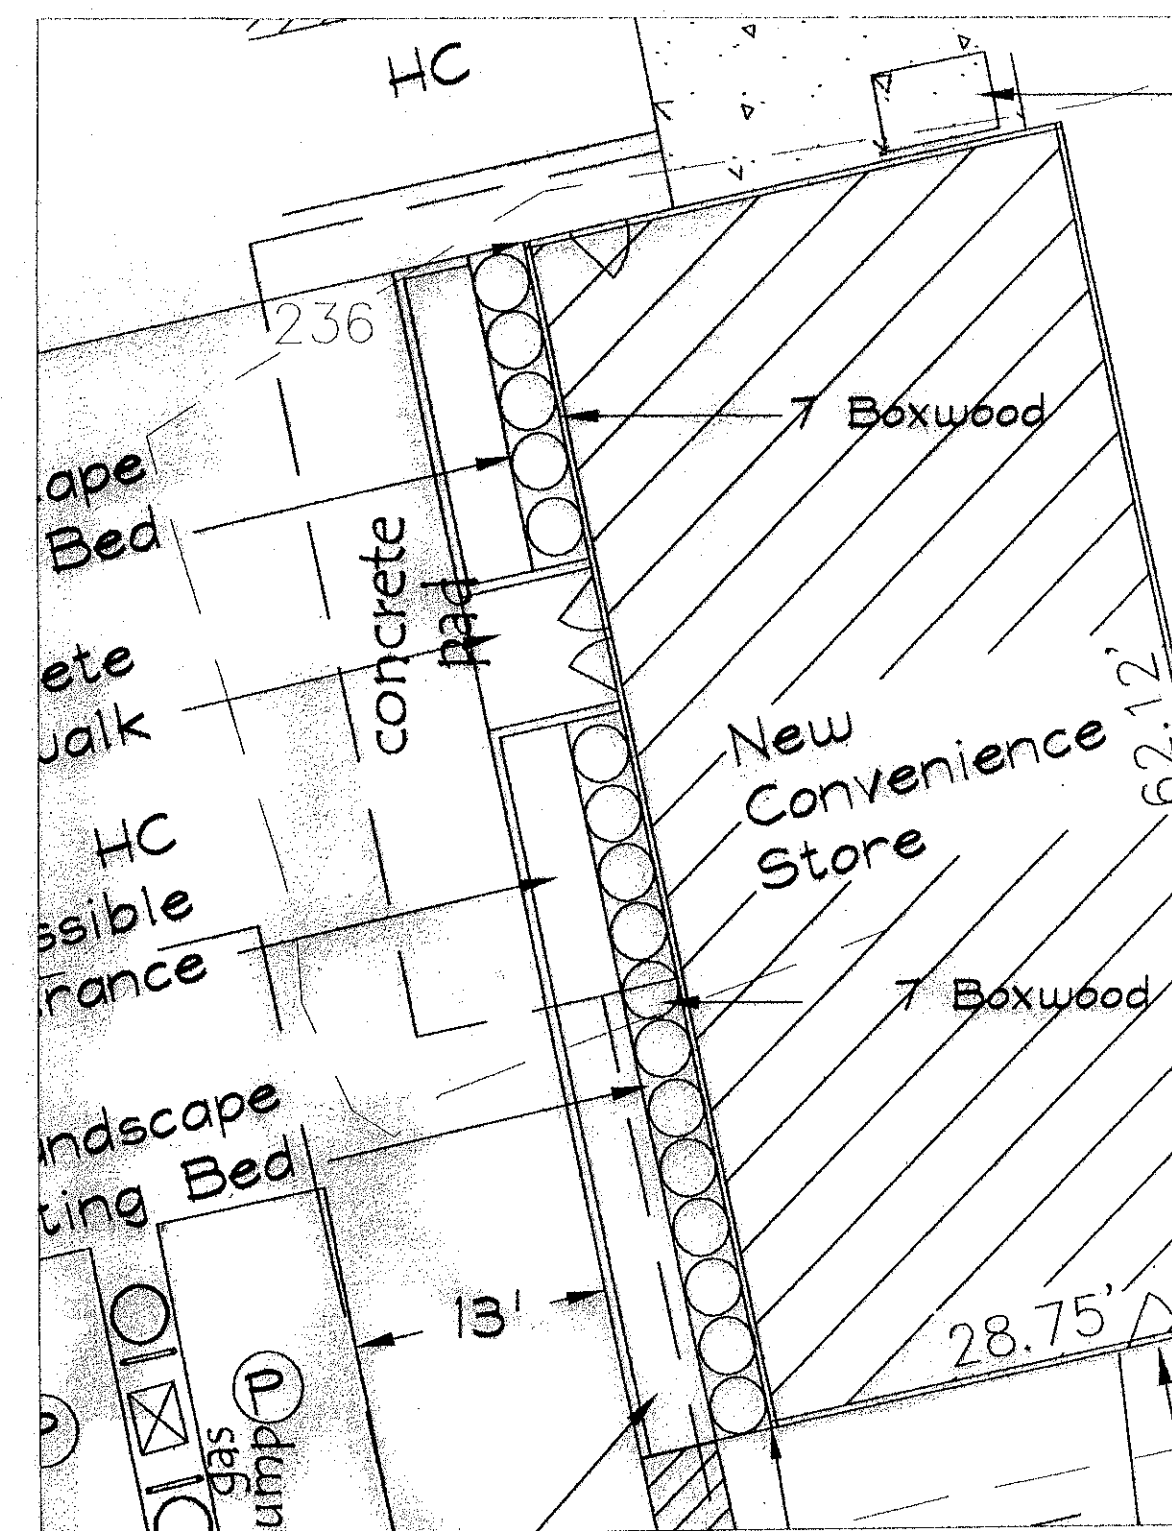 HC
236
7 Boxwood
ape
Bed
concrete
pad
ete
walk
New
Convenience
Store
62.12'
HC
ssible
rance
7 Boxwood
andscape
ting Bed
13'
28.75'
P
P
gas
ump